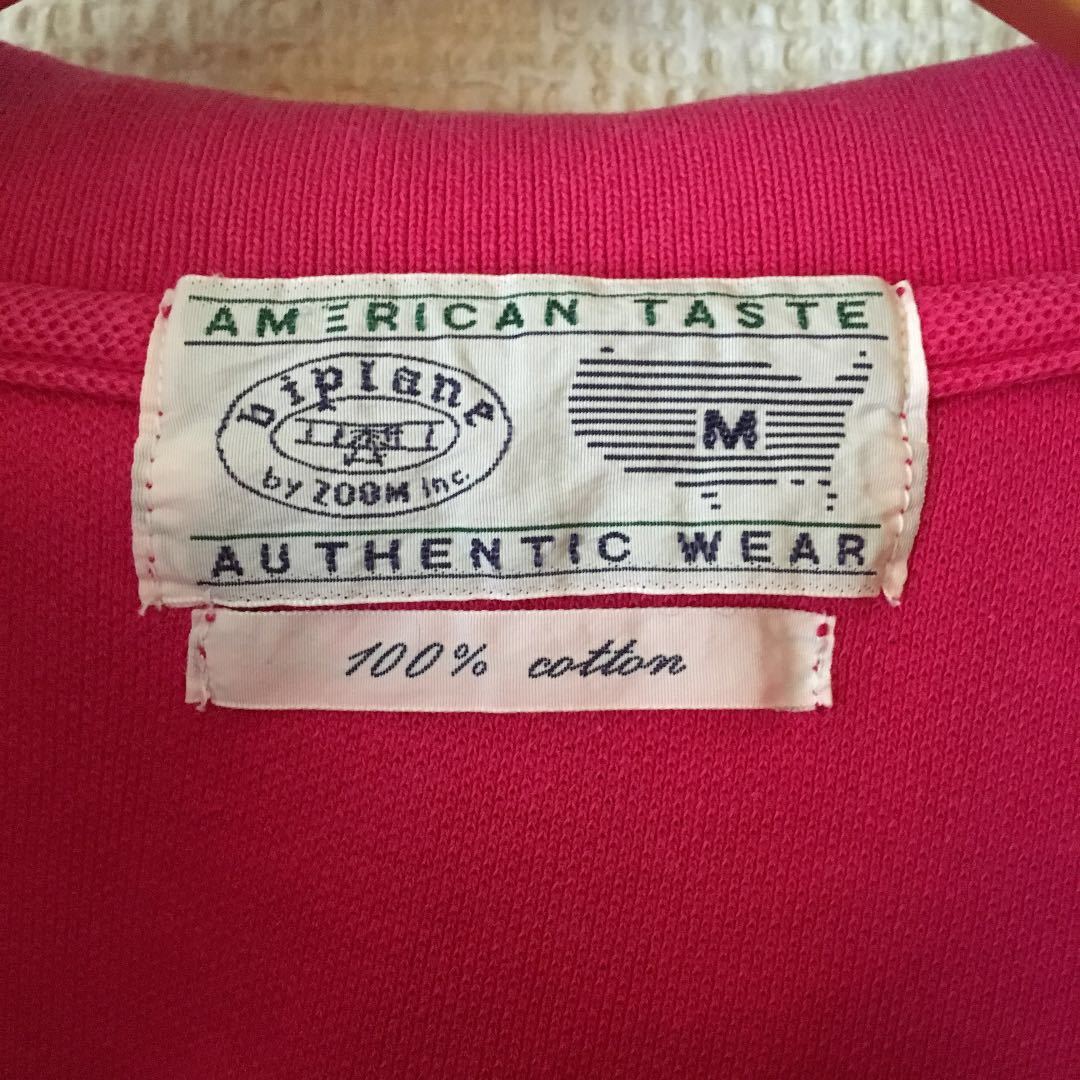 AMERICAN TASTE
biplane
by ZOOM inc.
M
AUTHENTIC WEAR
100% cotton